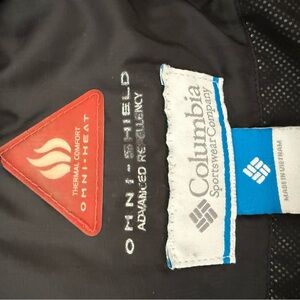 THERMAL COMFORT
OMNI-HEAT
OMNI-SHIELD
ADVANCED REPELLENCY
Columbia
Sportswear Company
MADE IN VIETNAM